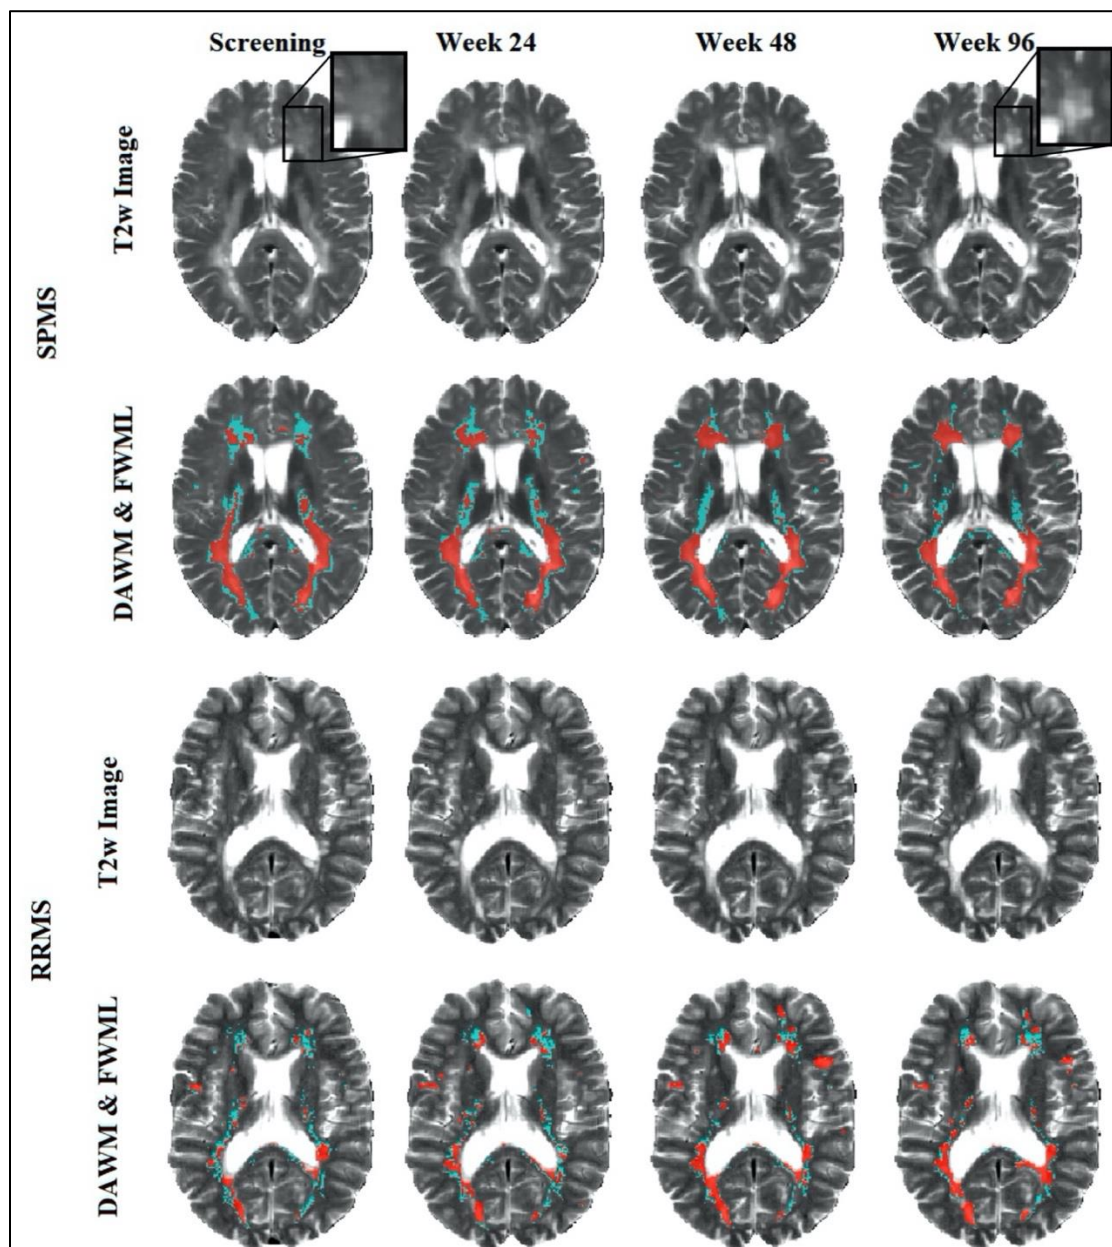 Screening Week 24 Week 48 Week 96
SPMS
T2w Image
DAWM & FWML
RRMS
T2w Image
DAWM & FWML